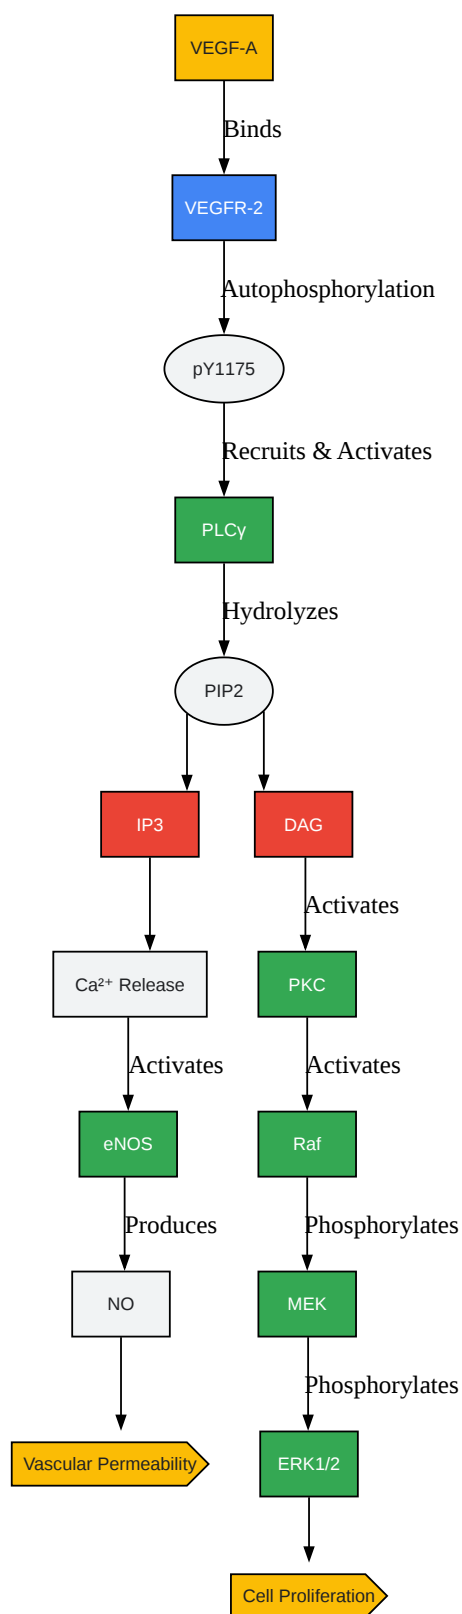 VEGF-A
Binds
VEGFR-2
Autophosphorylation
pY1175
Recruits & Activates
PLCγ
Hydrolyzes
PIP2
IP3
DAG
Activates
Ca²⁺ Release
PKC
Activates
Activates
eNOS
Raf
Produces
Phosphorylates
NO
MEK
Phosphorylates
Vascular Permeability
ERK1/2
Cell Proliferation